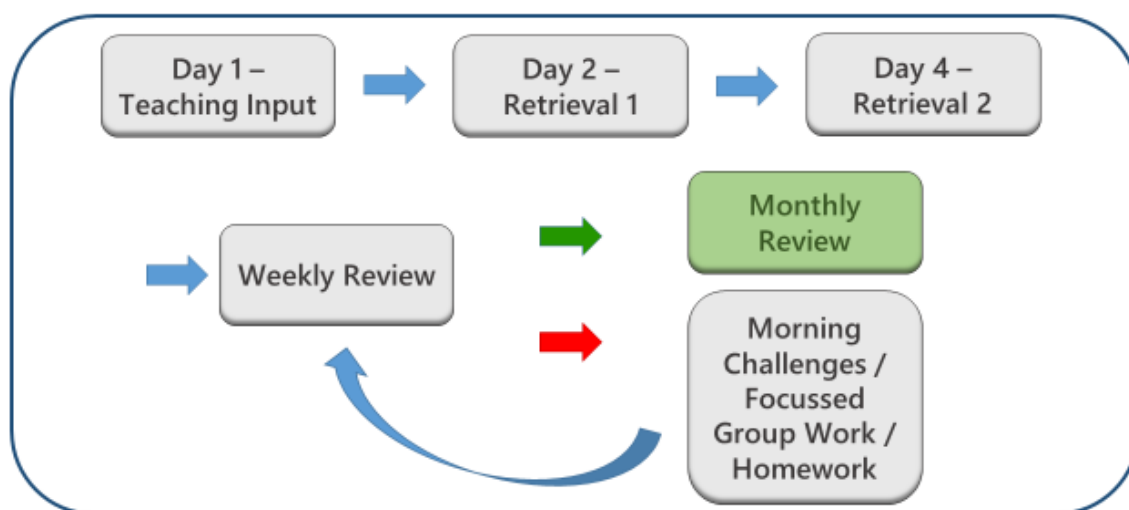 Day 1 –
Teaching Input
Day 2 –
Retrieval 1
Day 4 –
Retrieval 2
Weekly Review
Monthly
Review
Morning
Challenges /
Focussed
Group Work /
Homework